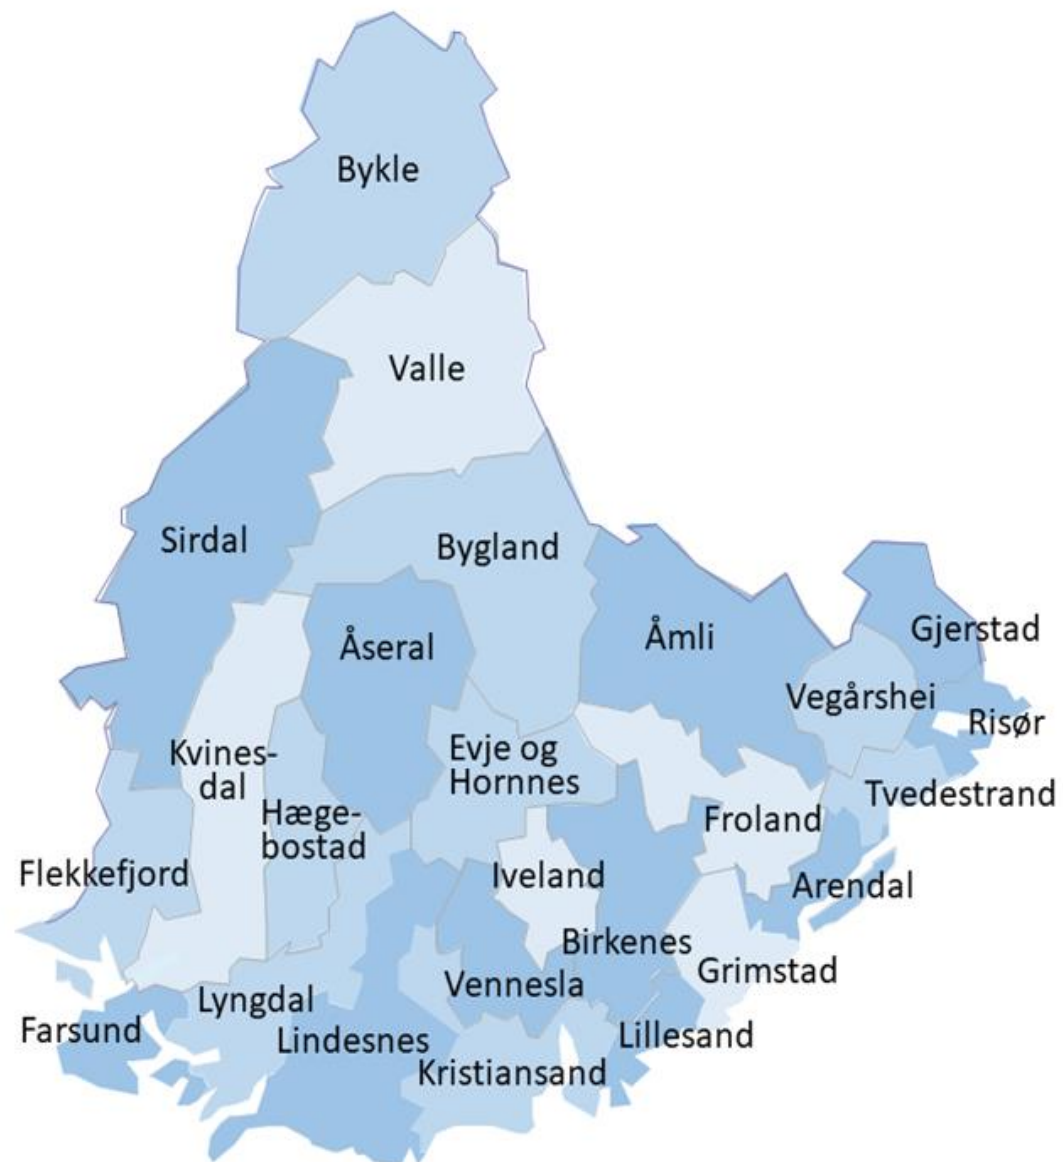 Bykle
Valle
Sirdal
Bygland
Gjerstad
Åmli
Åseral
Vegårshei
Risør
Evje og
Hornnes
Kvines-
dal
Tvedestrand
Hæge-
bostad
Froland
Flekkefjord
Iveland
Arendal
Birkenes
Grimstad
Vennesla
Lyngdal
Farsund
Lindesnes
Lillesand
Kristiansand